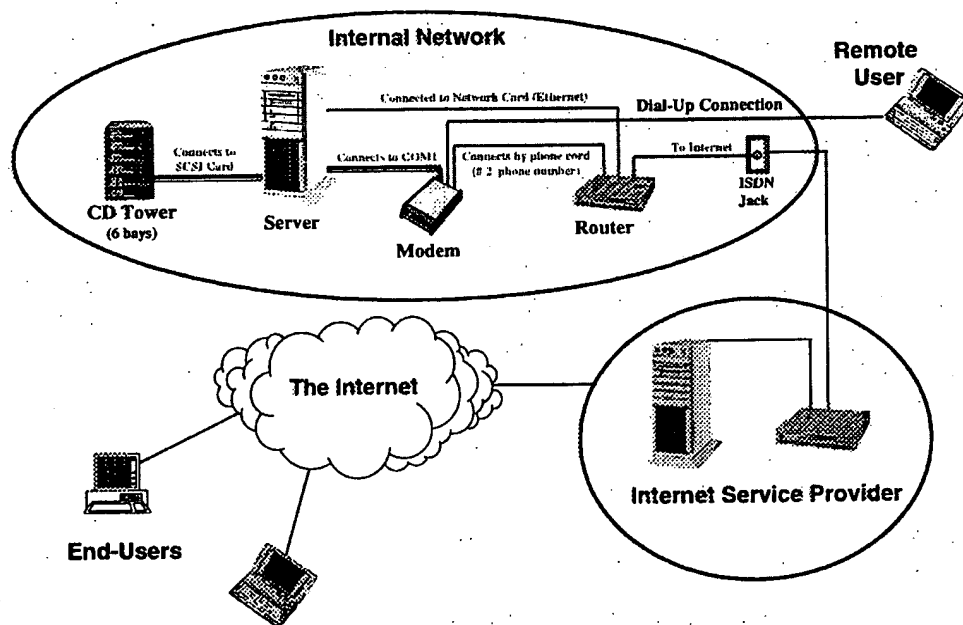 Internal Network
Remote
User
Connected to Network Card (Ethernet)
Dial-Up Connection
Connects to
SCSI Card
Connects to COM1
Connects by phone cord
(# 2 phone number)
To Internet
ISDN
Jack
CD Tower
(6 bays)
Server
Modem
Router
The Internet
Internet Service Provider
End-Users